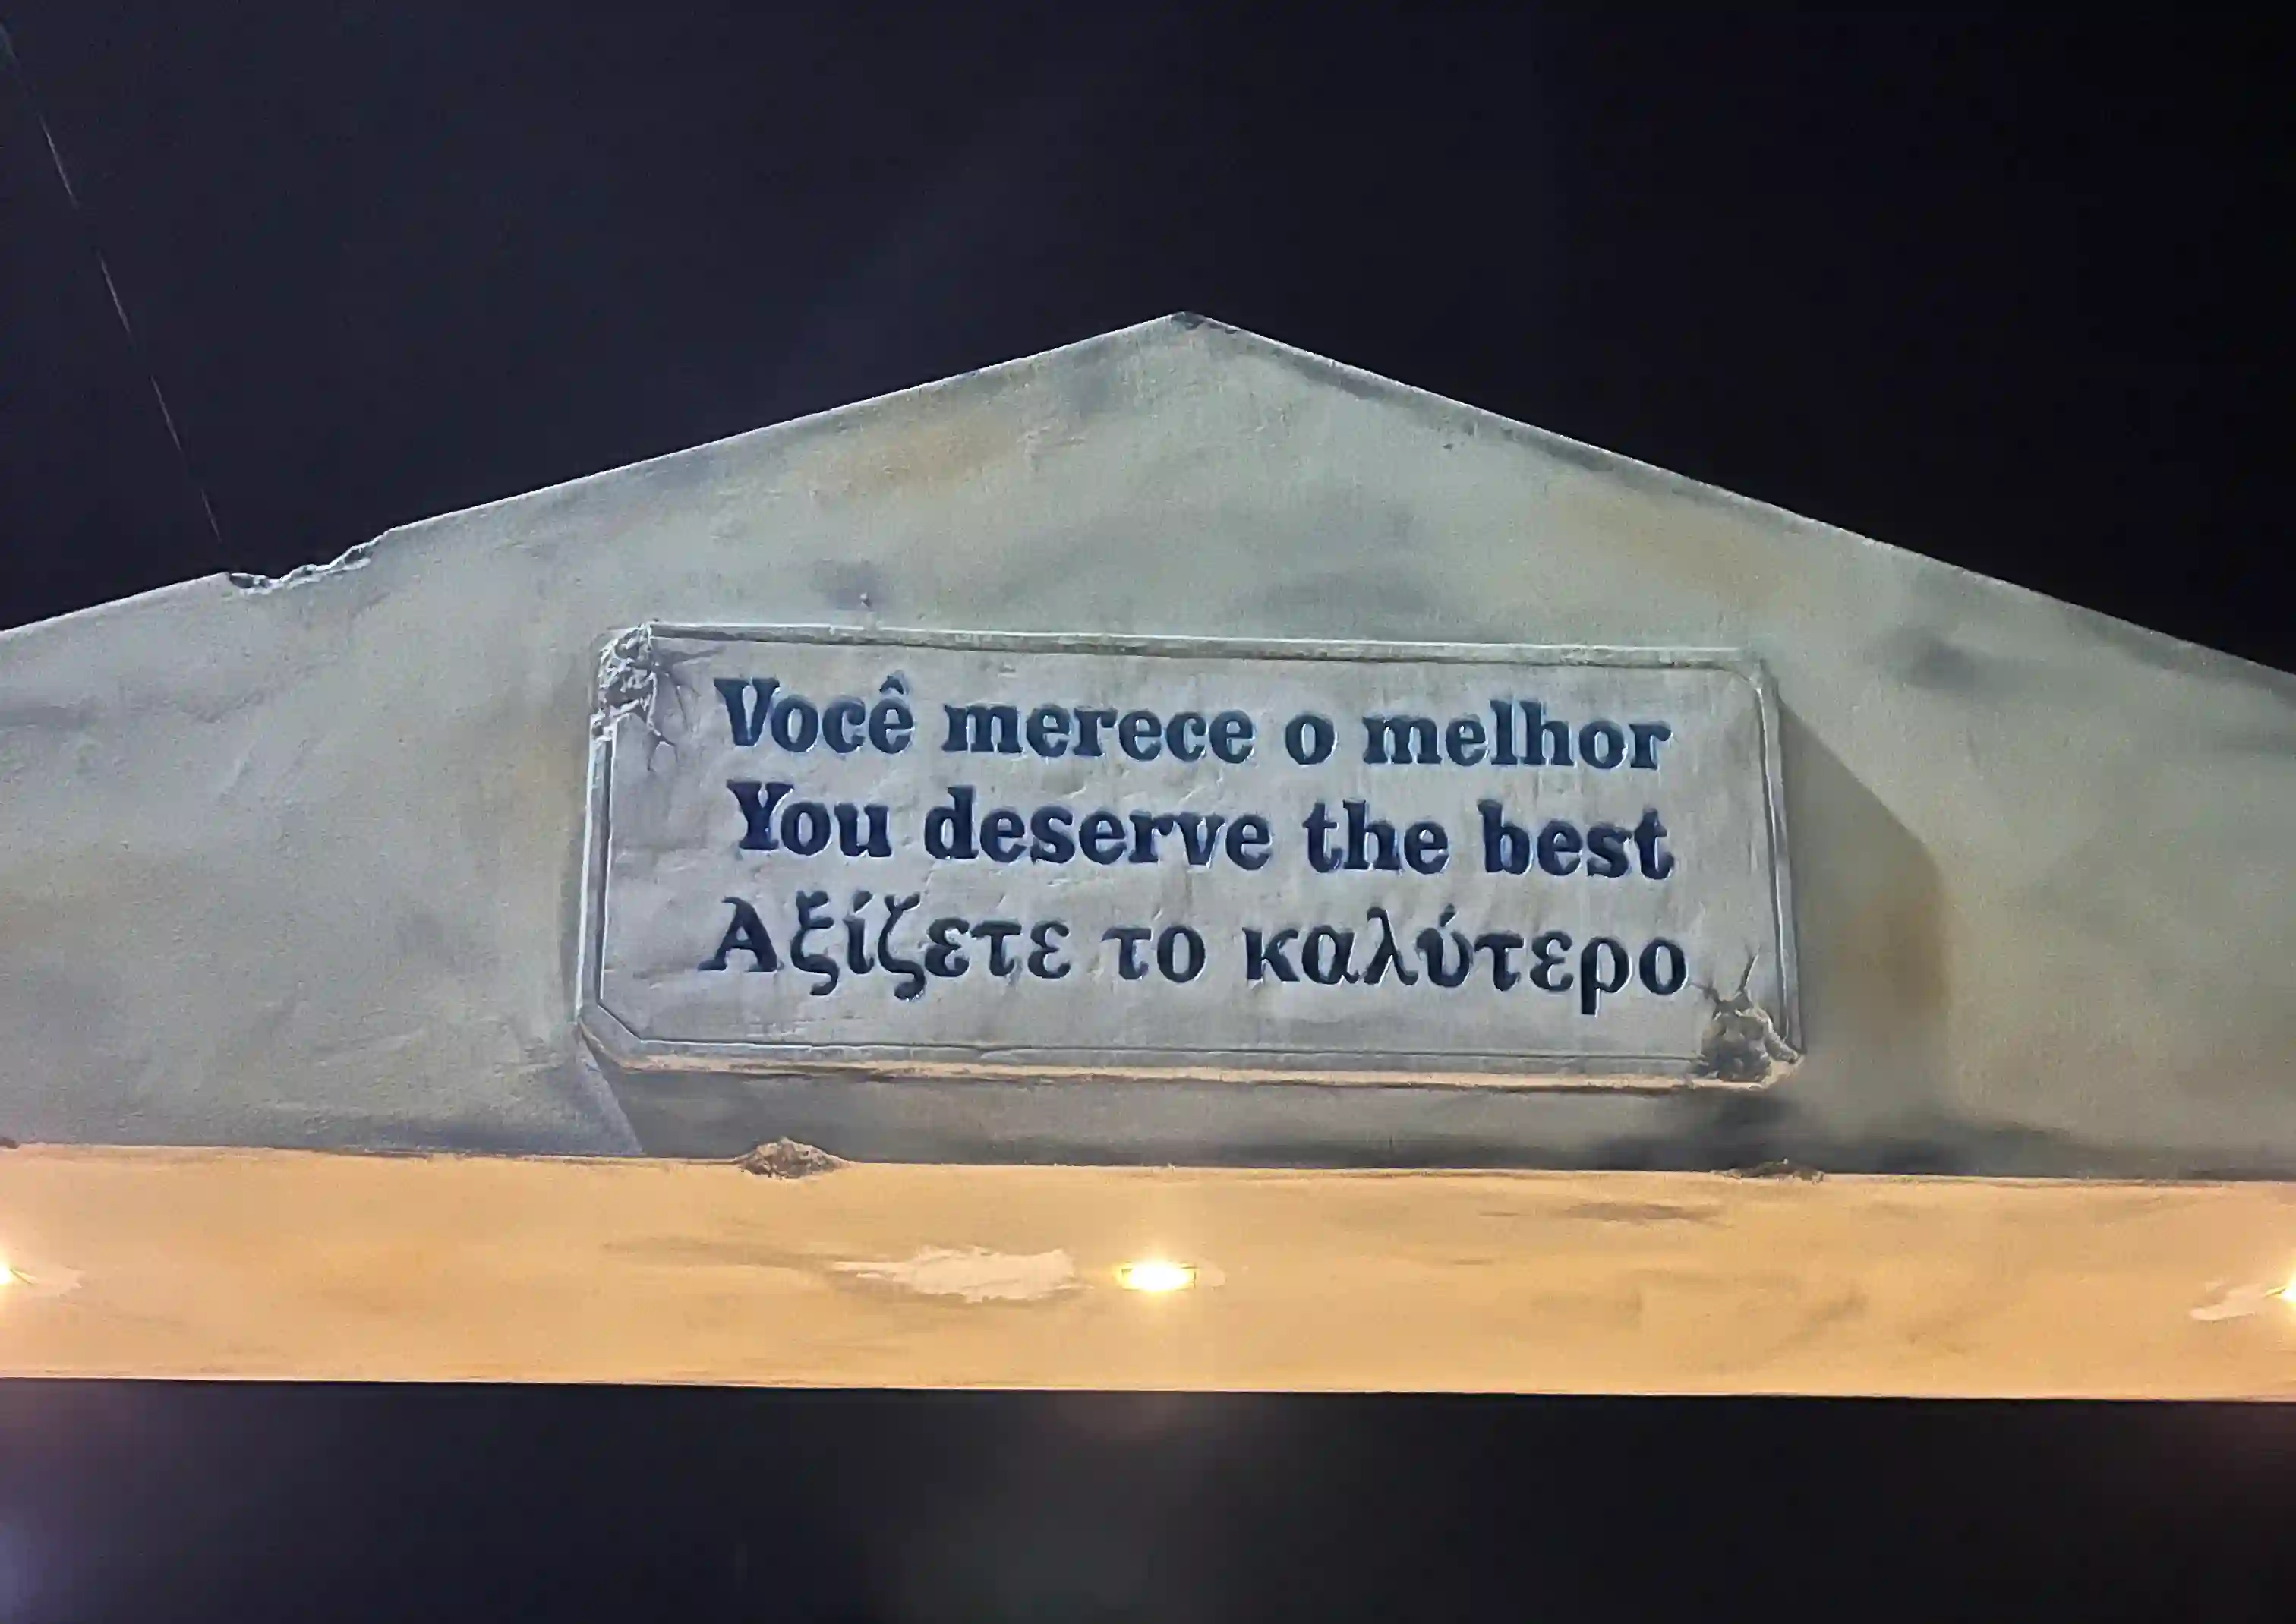 Você merece o melhor
You deserve the best
Αξίζετε το καλύτερο